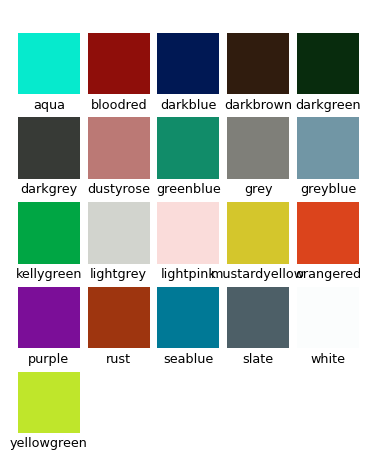 aqua bloodred darkblue darkbrown darkgreen
darkgrey dustyrose greenblue grey greyblue
kellygreen lightgrey lightpink mustardyellow orangered
purple rust seablue slate white
yellowgreen